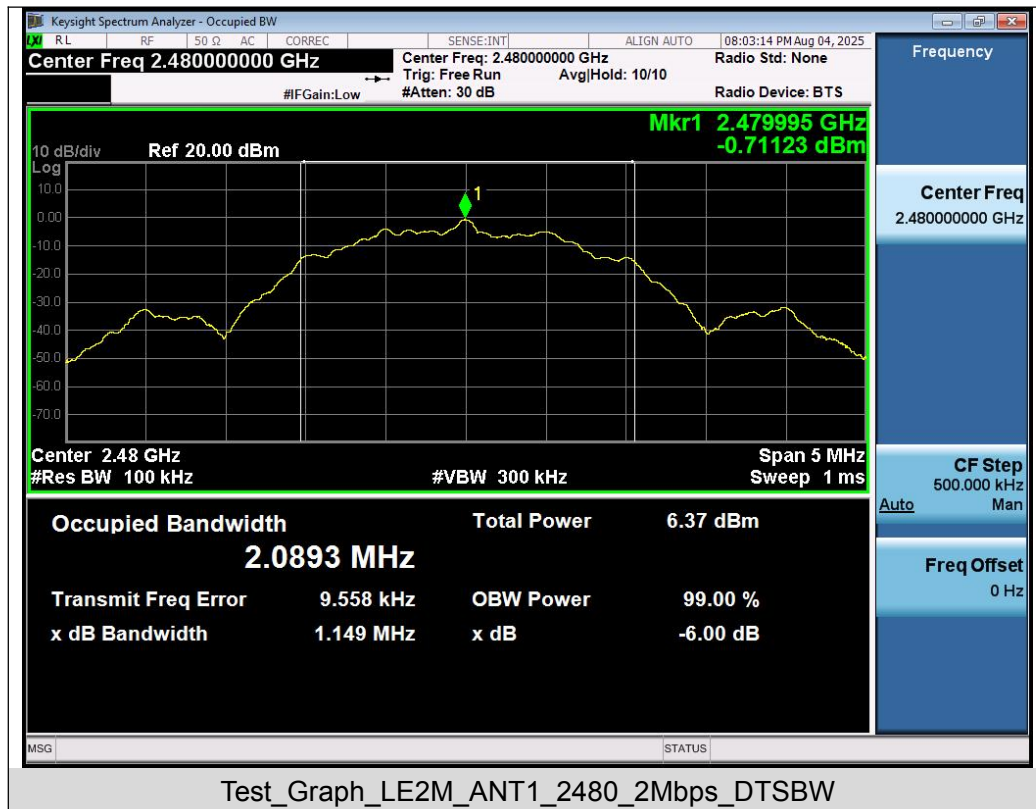 Keysight Spectrum Analyzer - Occupied BW
LXI RL RF 50 Ω AC CORREC SENSE:INT ALIGN AUTO 08:03:14 PM Aug 04, 2025
Center Freq 2.480000000 GHz
Center Freq: 2.480000000 GHz
Radio Std: None
Trig: Free Run Avg|Hold: 10/10
#IFGain:Low
#Atten: 30 dB
Radio Device: BTS
Frequency
Mkr1 2.479995 GHz
-0.71123 dBm
10 dB/div Ref 20.00 dBm
Log
10.0
1
0.00
-10.0
-20.0
-30.0
-40.0
-50.0
-60.0
-70.0
Center 2.48 GHz Span 5 MHz
#Res BW 100 kHz #VBW 300 kHz Sweep 1 ms
Center Freq
2.480000000 GHz
CF Step
500.000 kHz
Auto Man
Freq Offset
0 Hz
Occupied Bandwidth Total Power 6.37 dBm
2.0893 MHz
Transmit Freq Error 9.558 kHz OBW Power 99.00 %
x dB Bandwidth 1.149 MHz x dB -6.00 dB
MSG STATUS
Test_Graph_LE2M_ANT1_2480_2Mbps_DTSBW